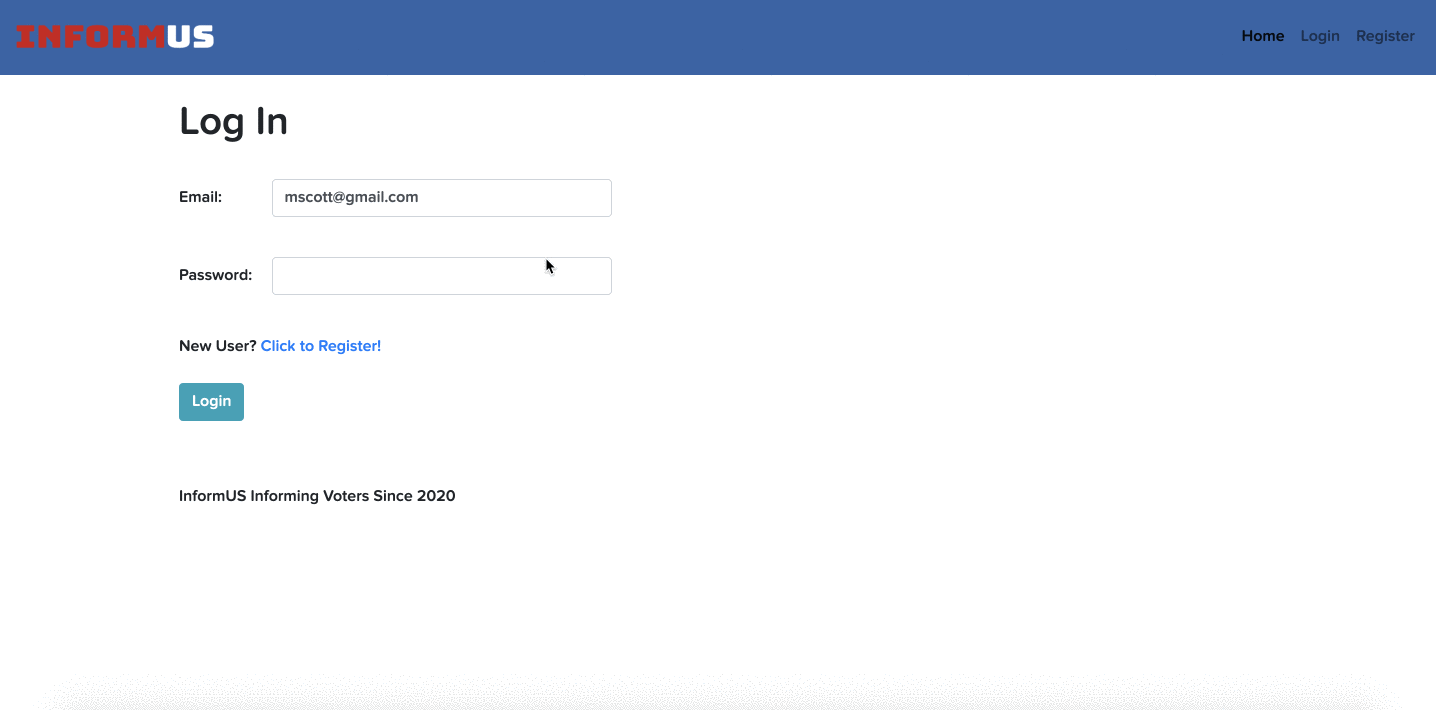 INFORMUS
Home Login Register
Log In
Email: mscott@gmail.com
Password:
New User? Click to Register!
Login
InformUS Informing Voters Since 2020